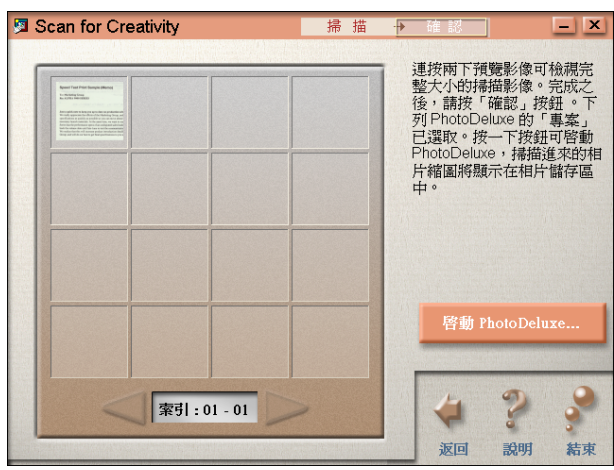 Scan for Creativity
掃 描
確 認
連按兩下預覽影像可檢視完
整大小的掃描影像。完成之
後，請按「確認」按鈕 。下
列 PhotoDeluxe 的「專案」
已選取。按一下按鈕可啓動
PhotoDeluxe，掃描進來的相
片縮圖將顯示在相片儲存區
中。
啓動 PhotoDeluxe...
索引 : 01 - 01
返回
說明
結束